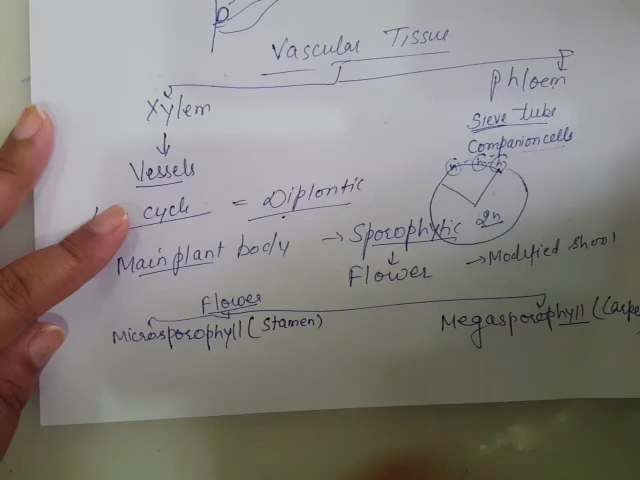 Vascular Tissue
Xylem
Phloem
Vessels
Sieve tube
Companion cells
cycle = Diplontic
n n n
2n
Main plant body → Sporophytic
Flower → Modified shoot
Flower
Microsporophyll (Stamen)
Megasporophyll (Carpe